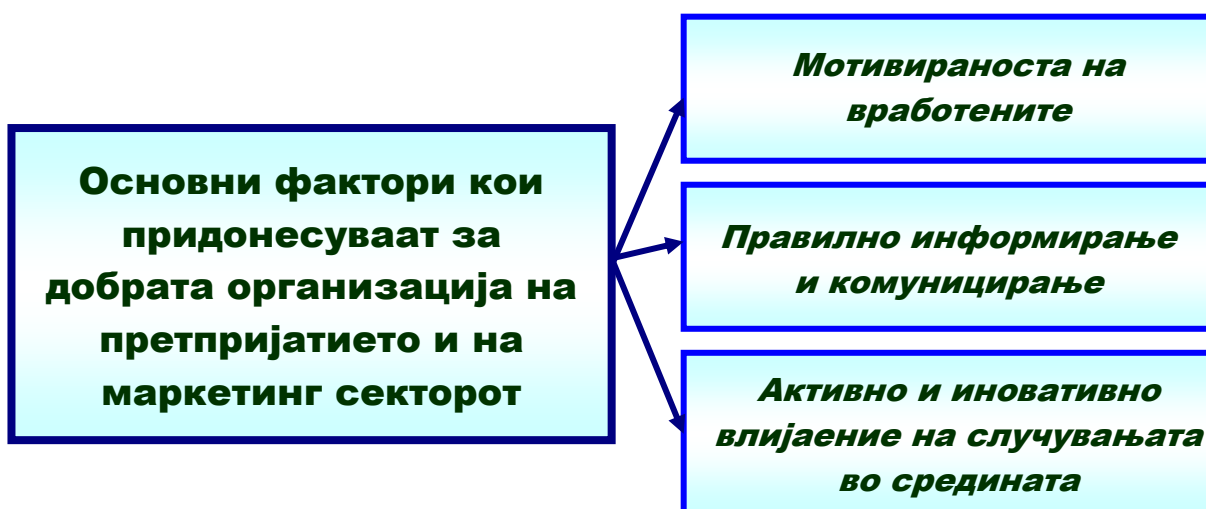 Основни фактори кои
придонесуваат за
добрата организација на
претпријатието и на
маркетинг секторот
Мотивираноста на
вработените
Правилно информирање
и комуницирање
Активно и иновативно
влијаение на случувањата
во средината